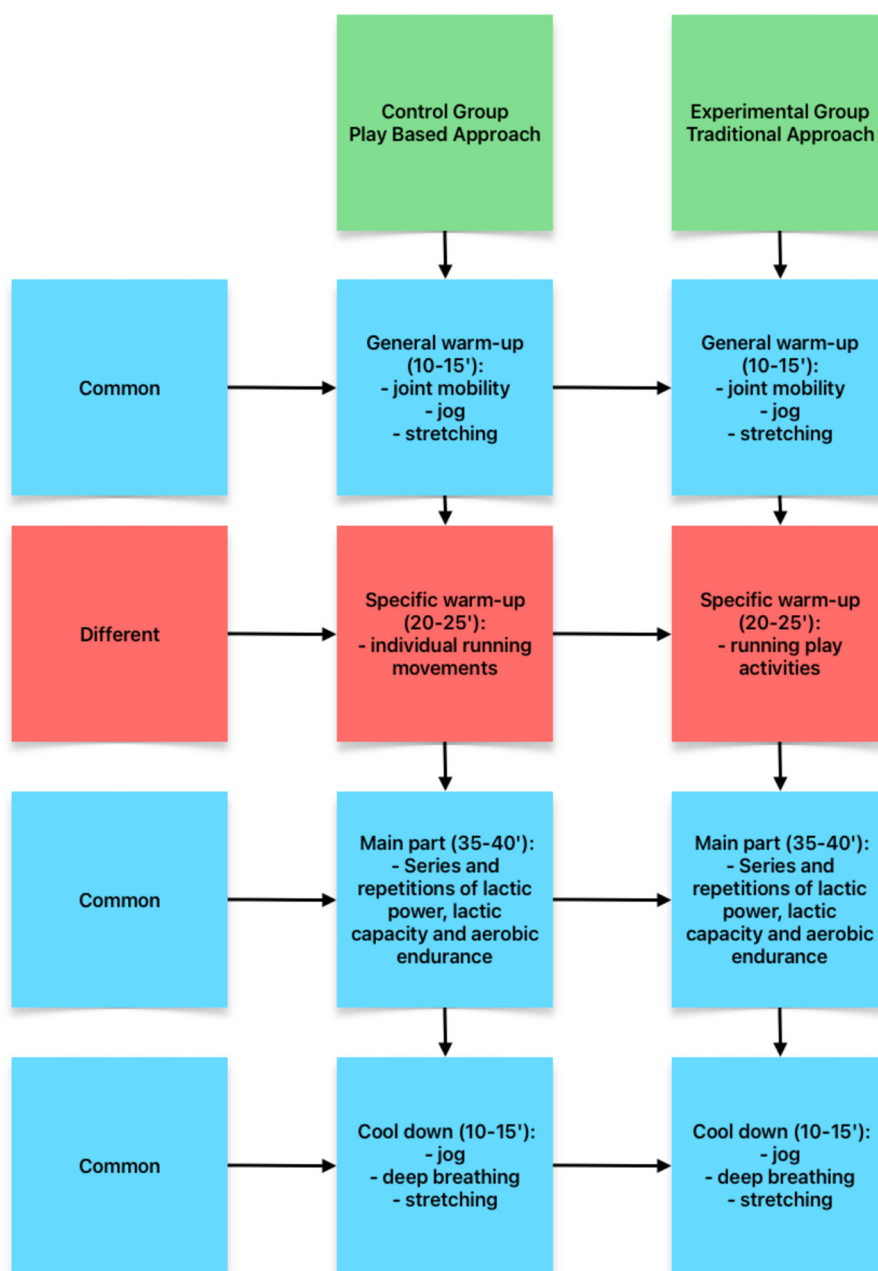 Control Group
Play Based Approach
Experimental Group
Traditional Approach
Common
General warm-up
(10-15'):
- joint mobility
- jog
- stretching
General warm-up
(10-15'):
- joint mobility
- jog
- stretching
Different
Specific warm-up
(20-25'):
- individual running
movements
Specific warm-up
(20-25'):
- running play
activities
Common
Main part (35-40'):
- Series and
repetitions of lactic
power, lactic
capacity and aerobic
endurance
Main part (35-40'):
- Series and
repetitions of lactic
power, lactic
capacity and aerobic
endurance
Common
Cool down (10-15'):
- jog
- deep breathing
- stretching
Cool down (10-15'):
- jog
- deep breathing
- stretching